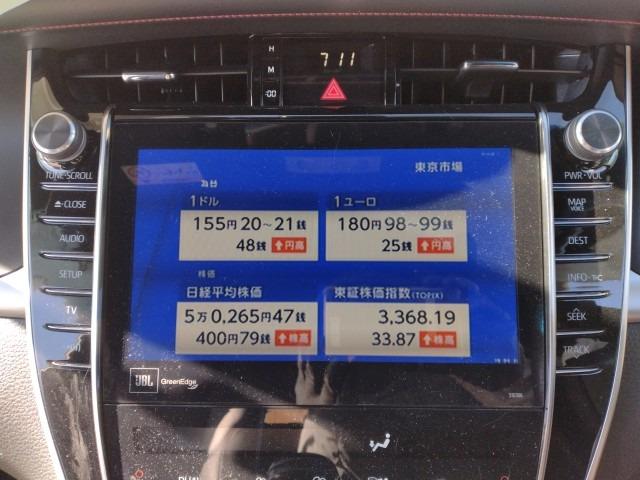 H
M
:00
7 11
TUNE•SCROLL
⏏CLOSE
AUDIO
SETUP
TV
PWR•VOL
MAP
VOICE
DEST
INFO
T•C
SEEK
TRACK
東京市場
為替
1ドル
155円20~21銭
48銭 ⬆円高
1ユーロ
180円98~99銭
25銭 ⬆円高
株価
日経平均株価
5万0,265円47銭
400円79銭 ⬆株高
東証株価指数(TOPIX)
3,368.19
33.87 ⬆株高
JBL GreenEdge
DUAL